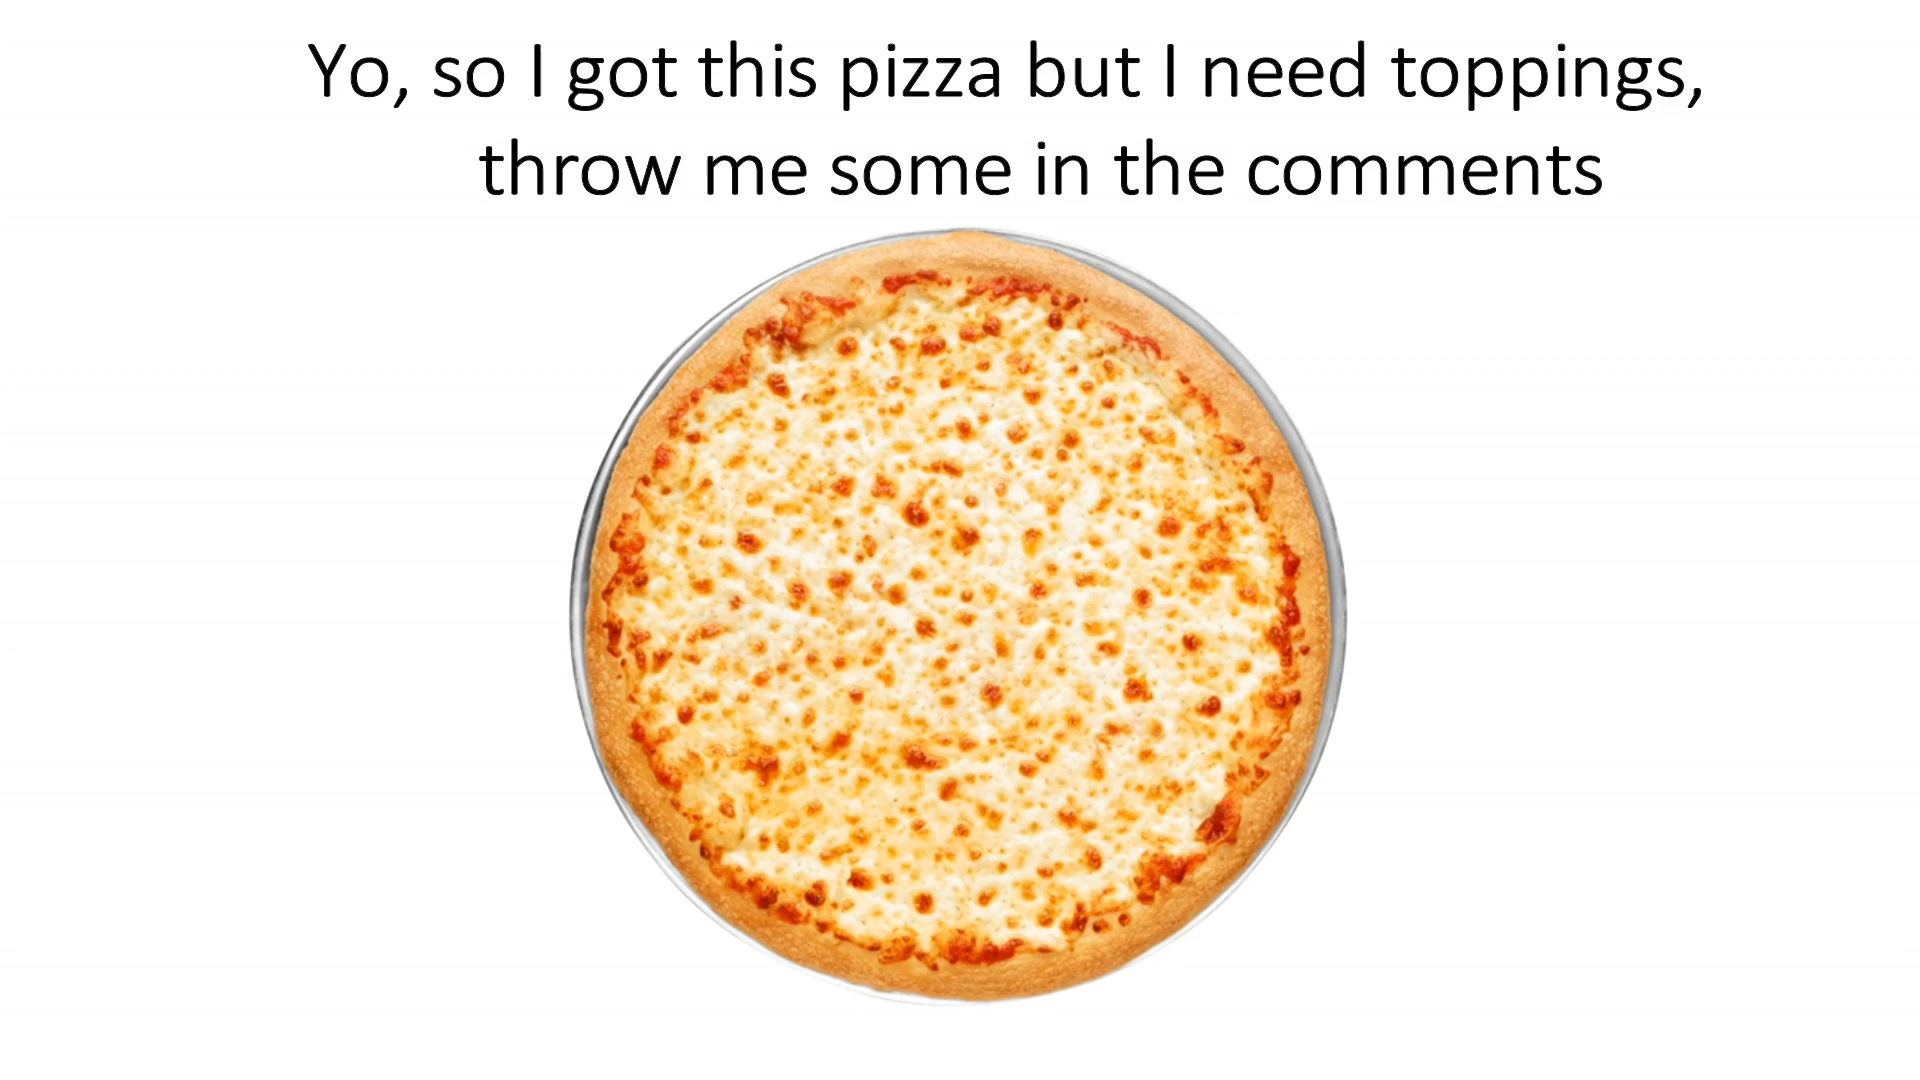 Yo, so I got this pizza but I need toppings,
throw me some in the comments